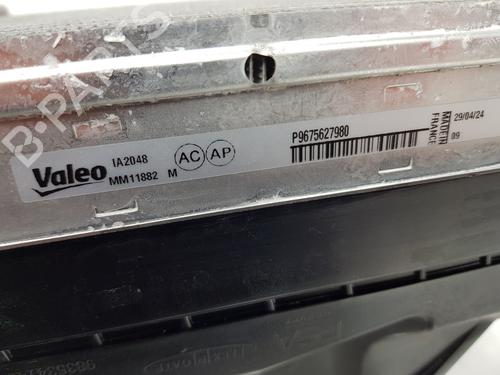 B-PARTS
Valeo
IA2048
MM11882 M
AC AP
P9675627980
MADE IN
FRANCE
29/04/24
09